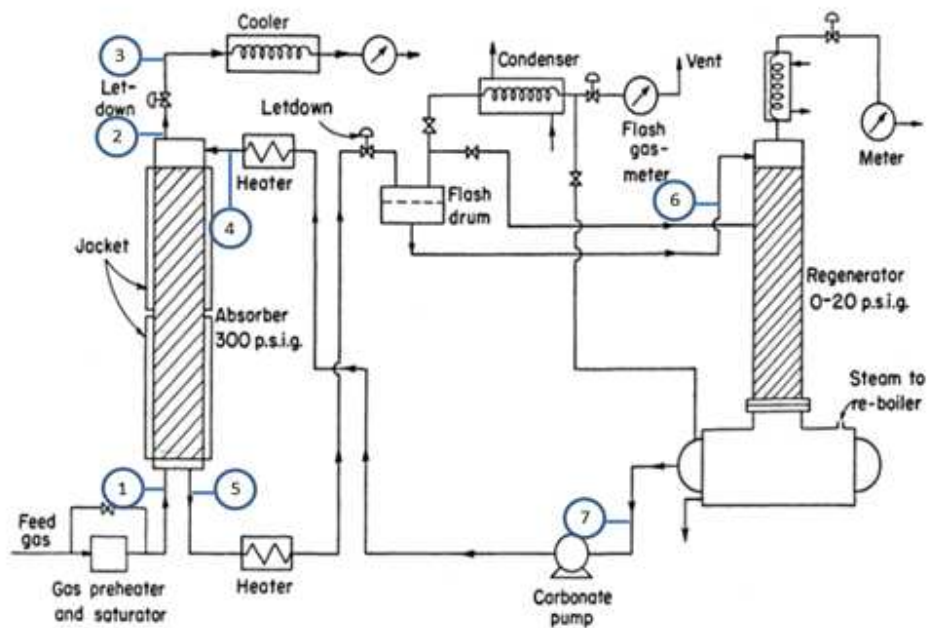 Cooler
3
Let-
down
2
Letdown
Heater
4
Condenser
Vent
Flash
gas-
meter
Flash
drum
6
Meter
Jacket
Absorber
300 p.s.i.g.
Regenerator
0-20 p.s.i.g.
Steam to
re-boiler
1
5
7
Feed
gas
Gas preheater
and saturator
Heater
Carbonate
pump